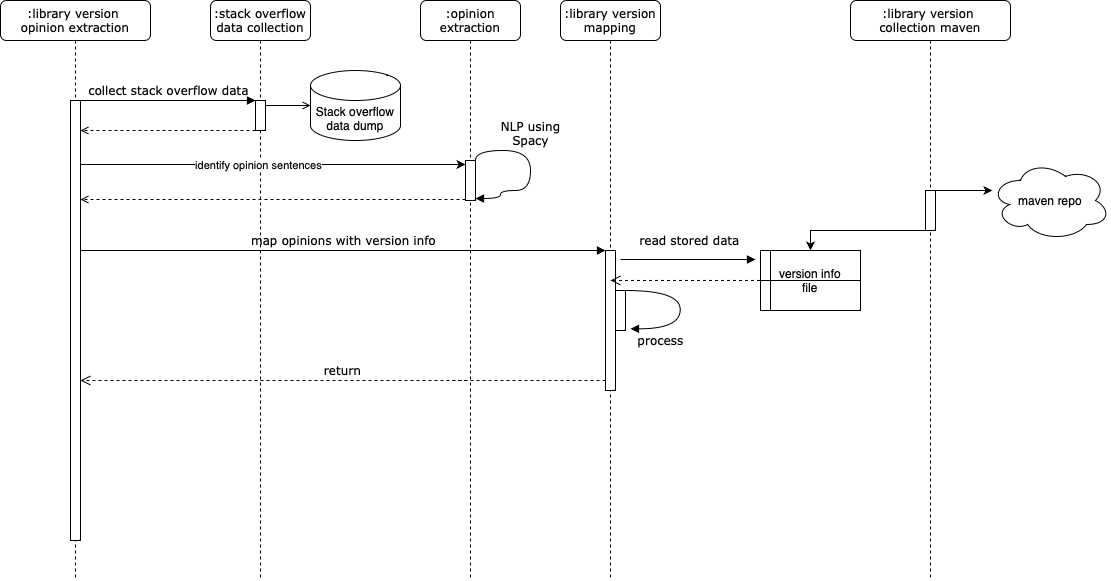 :library version
opinion extraction
:stack overflow
data collection
:opinion
extraction
:library version
mapping
:library version
collection maven
collect stack overflow data
Stack overflow
data dump
NLP using
Spacy
identify opinion sentences
maven repo
map opinions with version info
read stored data
version info
file
process
return